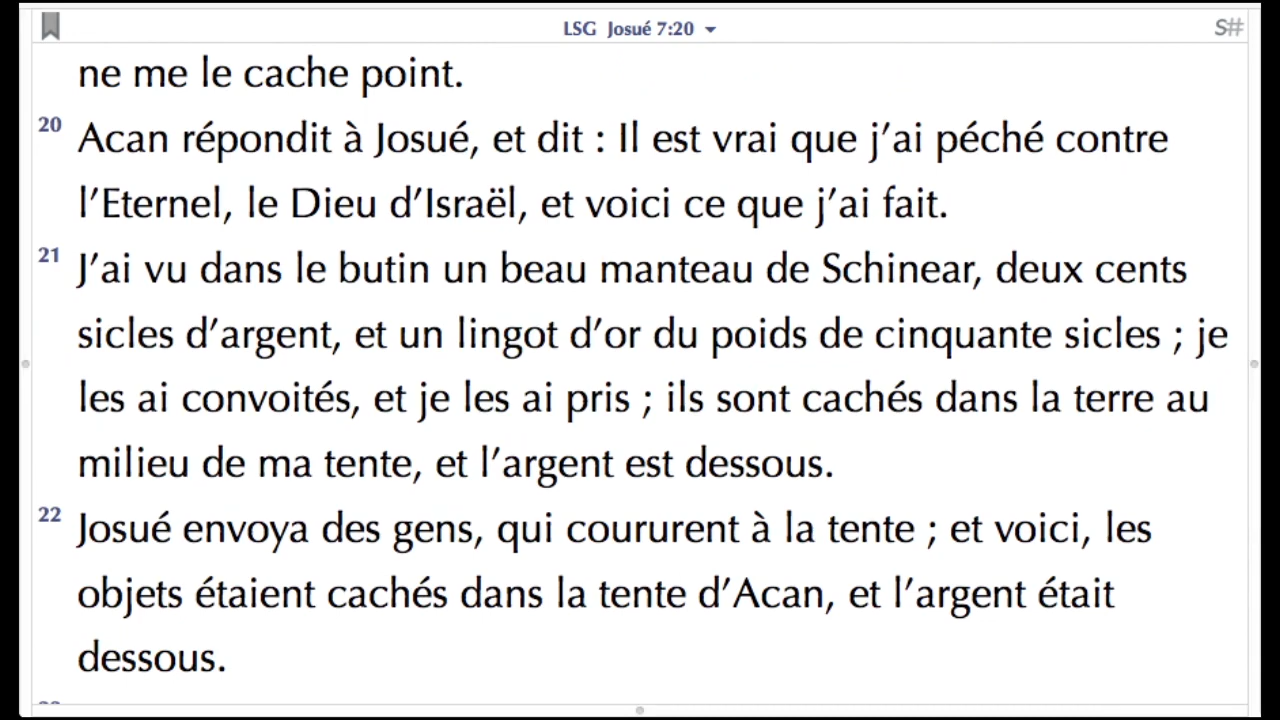 LSG Josué 7:20
S#
ne me le cache point.
20 Acan répondit à Josué, et dit : Il est vrai que j’ai péché contre
l’Eternel, le Dieu d’Israël, et voici ce que j’ai fait.
21 J’ai vu dans le butin un beau manteau de Schinear, deux cents
sicles d’argent, et un lingot d’or du poids de cinquante sicles ; je
les ai convoités, et je les ai pris ; ils sont cachés dans la terre au
milieu de ma tente, et l’argent est dessous.
22 Josué envoya des gens, qui coururent à la tente ; et voici, les
objets étaient cachés dans la tente d’Acan, et l’argent était
dessous.